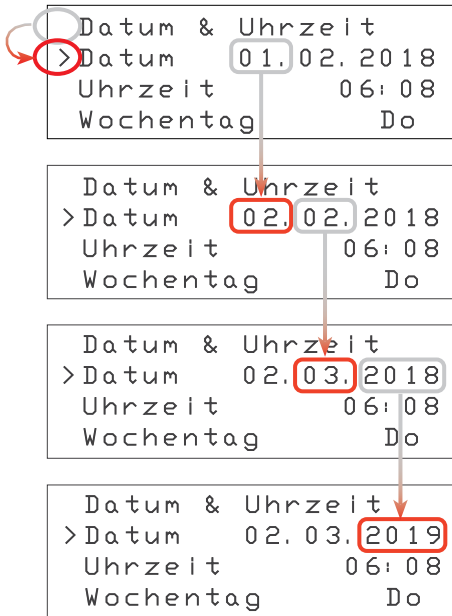 Datum & Uhrzeit
>Datum 01.02.2018
Uhrzeit 06:08
Wochentag Do
Datum & Uhrzeit
>Datum 02.02.2018
Uhrzeit 06:08
Wochentag Do
Datum & Uhrzeit
>Datum 02.03.2018
Uhrzeit 06:08
Wochentag Do
Datum & Uhrzeit
>Datum 02.03.2019
Uhrzeit 06:08
Wochentag Do